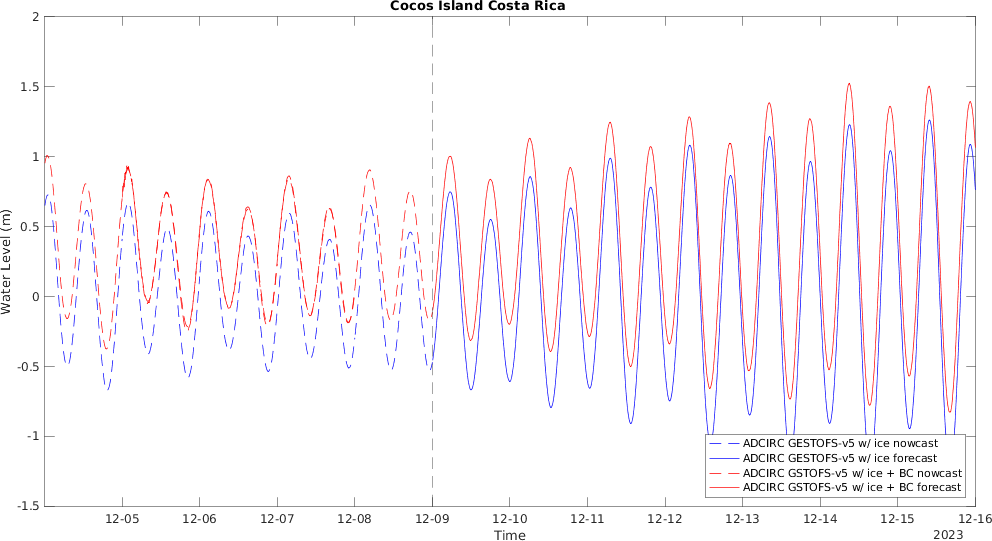 Cocos Island Costa Rica
2
1.5
1
0.5
0
-0.5
-1
-1.5
Water Level (m)
ADCIRC GESTOFS-v5 w/ ice nowcast
ADCIRC GESTOFS-v5 w/ ice forecast
ADCIRC GSTOFS-v5 w/ ice + BC nowcast
ADCIRC GSTOFS-v5 w/ ice + BC forecast
12-05 12-06 12-07 12-08 12-09 12-10 12-11 12-12 12-13 12-14 12-15 12-16
Time
2023